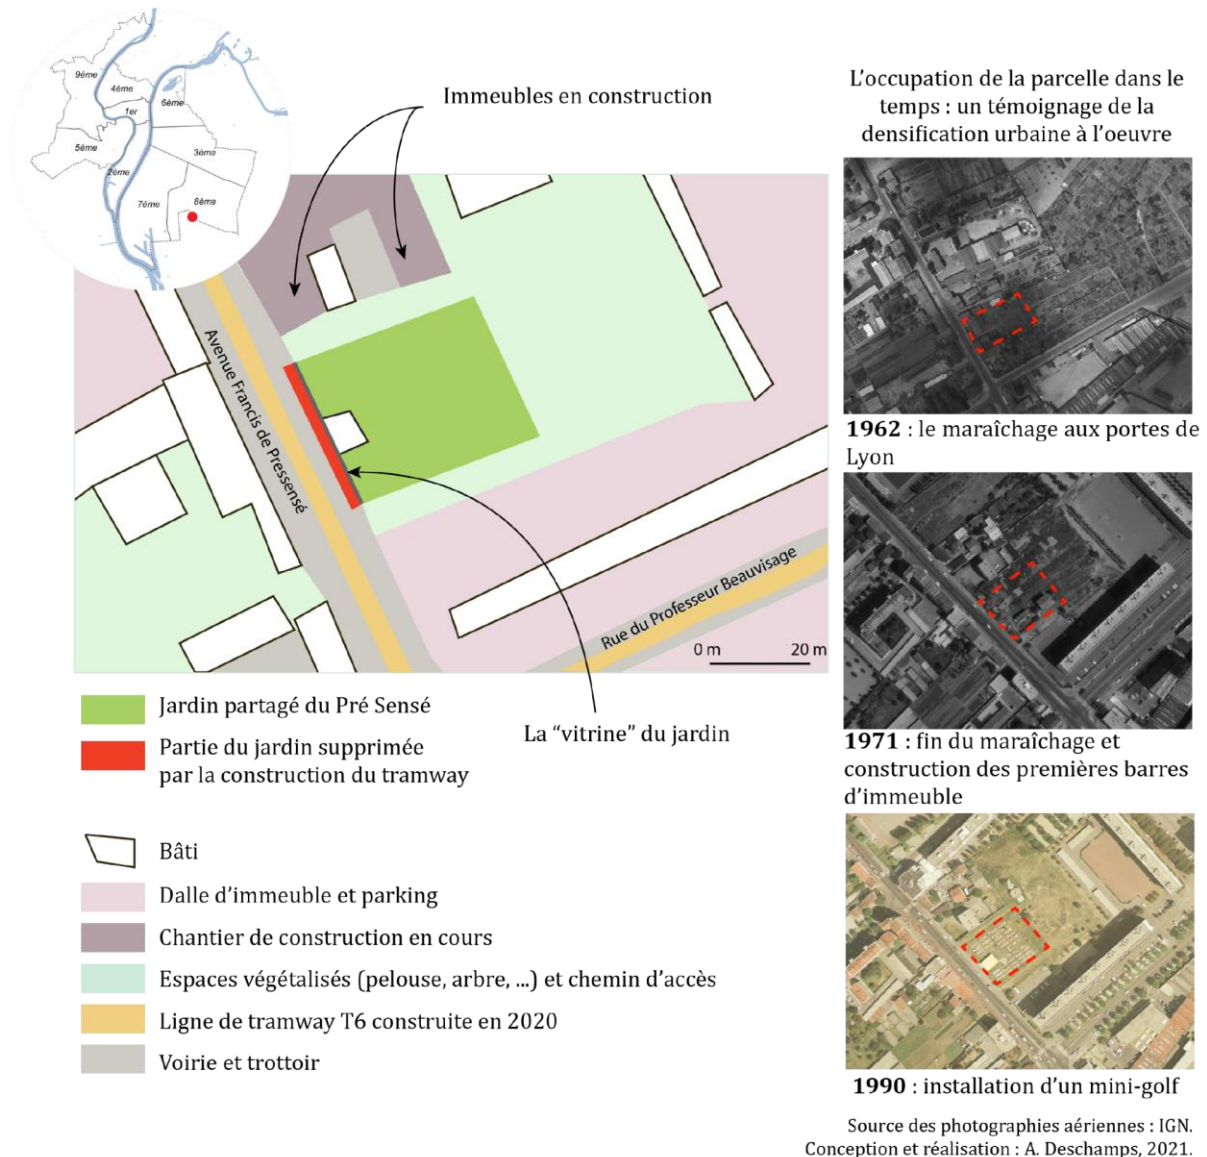 9ème
4ème
6ème
1er
5ème
3ème
2ème
7ème
8ème
Immeubles en construction
Avenue Francis de Pressensé
Rue du Professeur Beauvisage
0 m
20 m
La “vitrine” du jardin
Jardin partagé du Pré Sensé
Partie du jardin supprimée
par la construction du tramway
Bâti
Dalle d’immeuble et parking
Chantier de construction en cours
Espaces végétalisés (pelouse, arbre, ...) et chemin d’accès
Ligne de tramway T6 construite en 2020
Voirie et trottoir
L’occupation de la parcelle dans le
temps : un témoignage de la
densification urbaine à l’oeuvre
1962 : le maraîchage aux portes de
Lyon
1971 : fin du maraîchage et
construction des premières barres
d’immeuble
1990 : installation d’un mini-golf
Source des photographies aériennes : IGN.
Conception et réalisation : A. Deschamps, 2021.